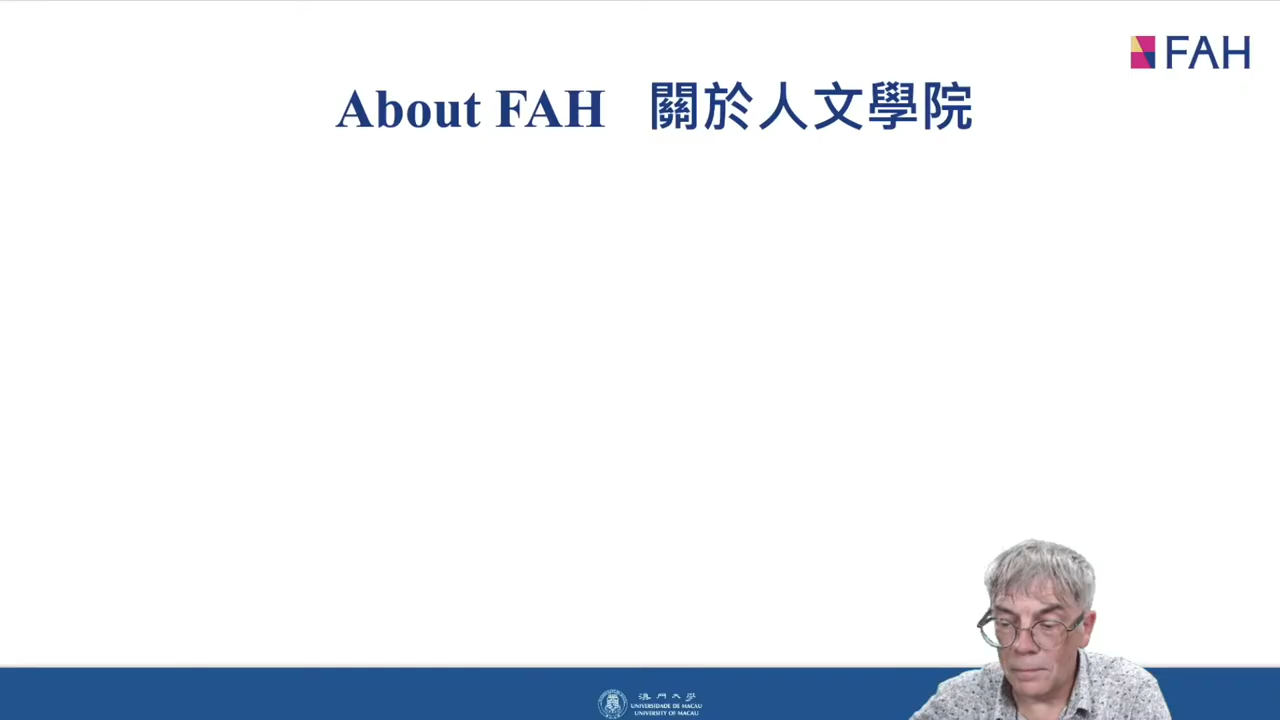 FAH
About FAH 關於人文學院
澳門大學
UNIVERSIDADE DE MACAU
UNIVERSITY OF MACAU